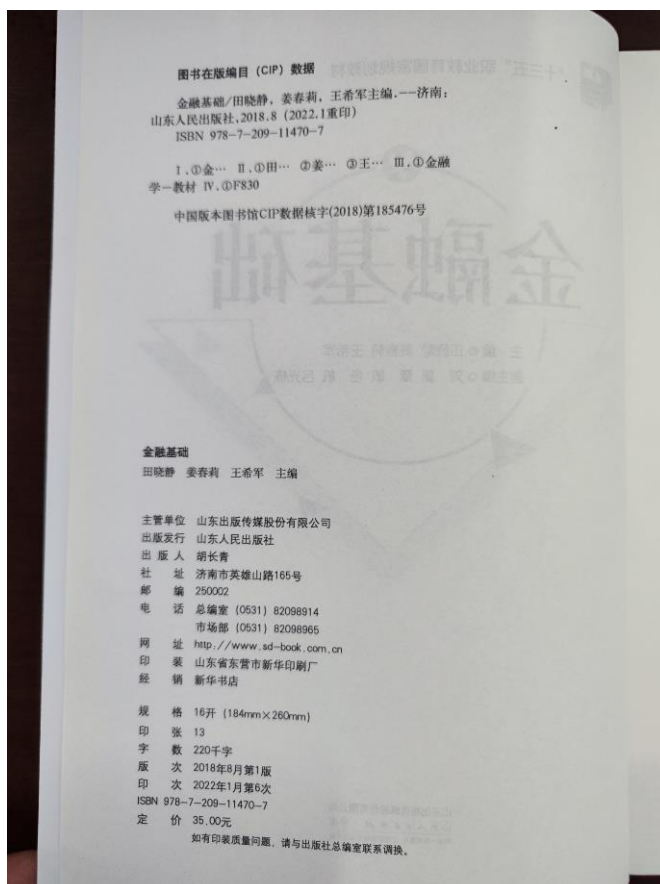 图书在版编目（CIP）数据
金融基础/田晓静，姜春莉，王希军主编.--济南：
山东人民出版社,2018.8（2022.1重印）
ISBN 978-7-209-11470-7
Ⅰ.①金… Ⅱ.①田… ②姜… ③王… Ⅲ.①金融
学－教材 Ⅳ.①F830
中国版本图书馆CIP数据核字(2018)第185476号
金融基础
田晓静 姜春莉 王希军 主编
主管单位 山东出版传媒股份有限公司
出版发行 山东人民出版社
出 版 人 胡长青
社 址 济南市英雄山路165号
邮 编 250002
电 话 总编室（0531）82098914
市场部（0531）82098965
网 址 http://www.sd-book.com.cn
印 装 山东省东营市新华印刷厂
经 销 新华书店
规 格 16开（184mm×260mm）
印 张 13
字 数 220千字
版 次 2018年8月第1版
印 次 2022年1月第6次
ISBN 978-7-209-11470-7
定 价 35.00元
如有印装质量问题，请与出版社总编室联系调换。